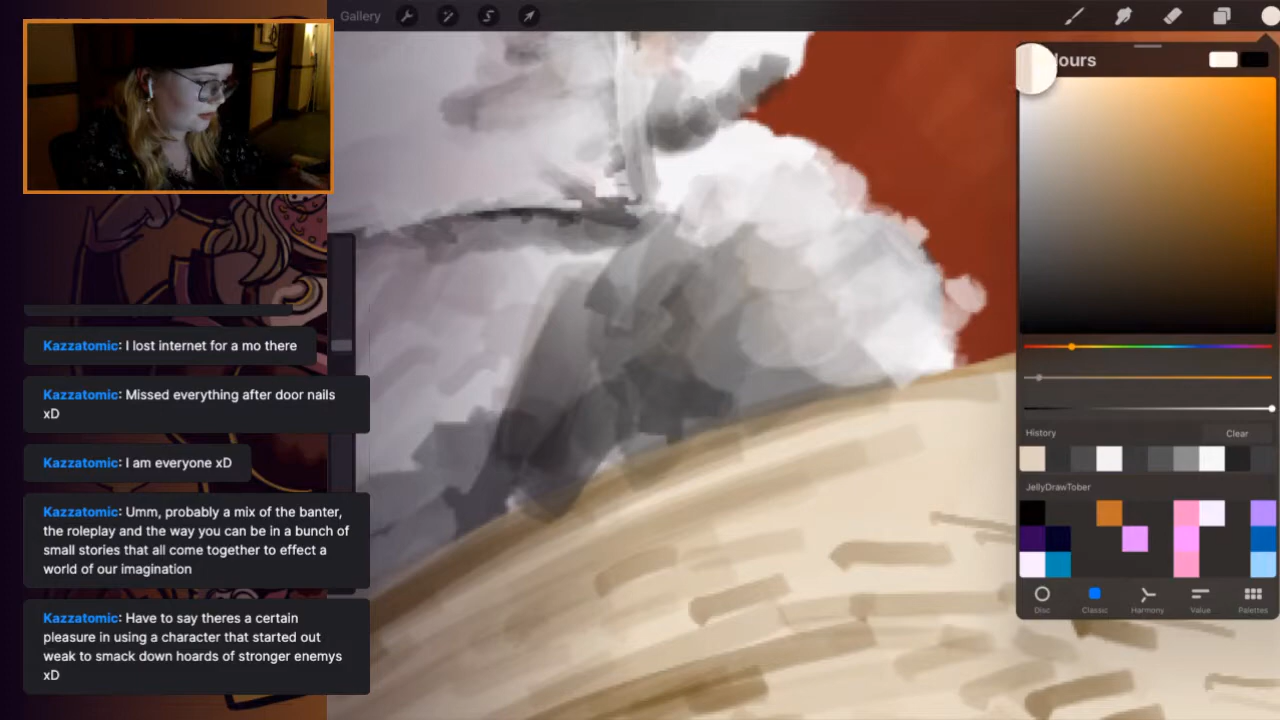 Gallery
Colours
Kazzatomic: I lost internet for a mo there
Kazzatomic: Missed everything after door nails
xD
Kazzatomic: I am everyone xD
Kazzatomic: Umm, probably a mix of the banter,
the roleplay and the way you can be in a bunch of
small stories that all come together to effect a
world of our imagination
Kazzatomic: Have to say theres a certain
pleasure in using a character that started out
weak to smack down hoards of stronger enemys
xD
History
Clear
JellyDrawTober
Disc
Classic
Harmony
Value
Palettes